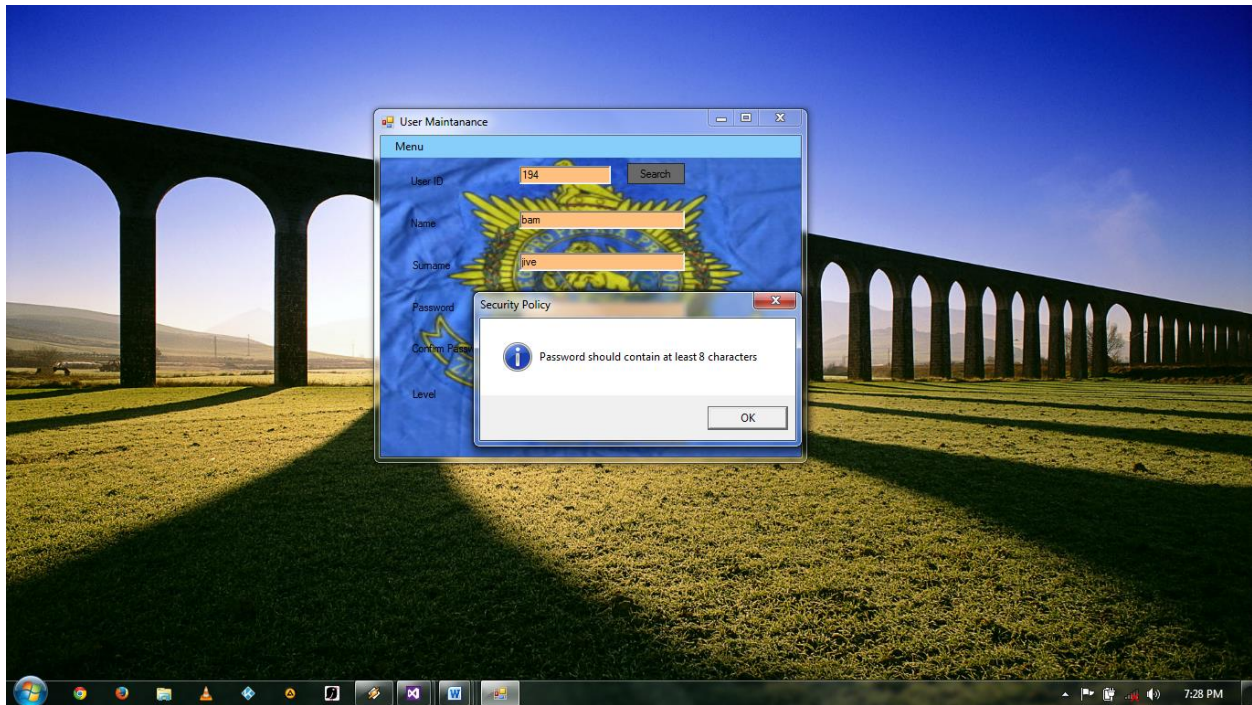 User Maintanance
Menu
User ID
194
Search
Name
bam
Surname
jive
Password
Security Policy
Confirm
Password should contain at least 8 characters
Level
OK
7:28 PM